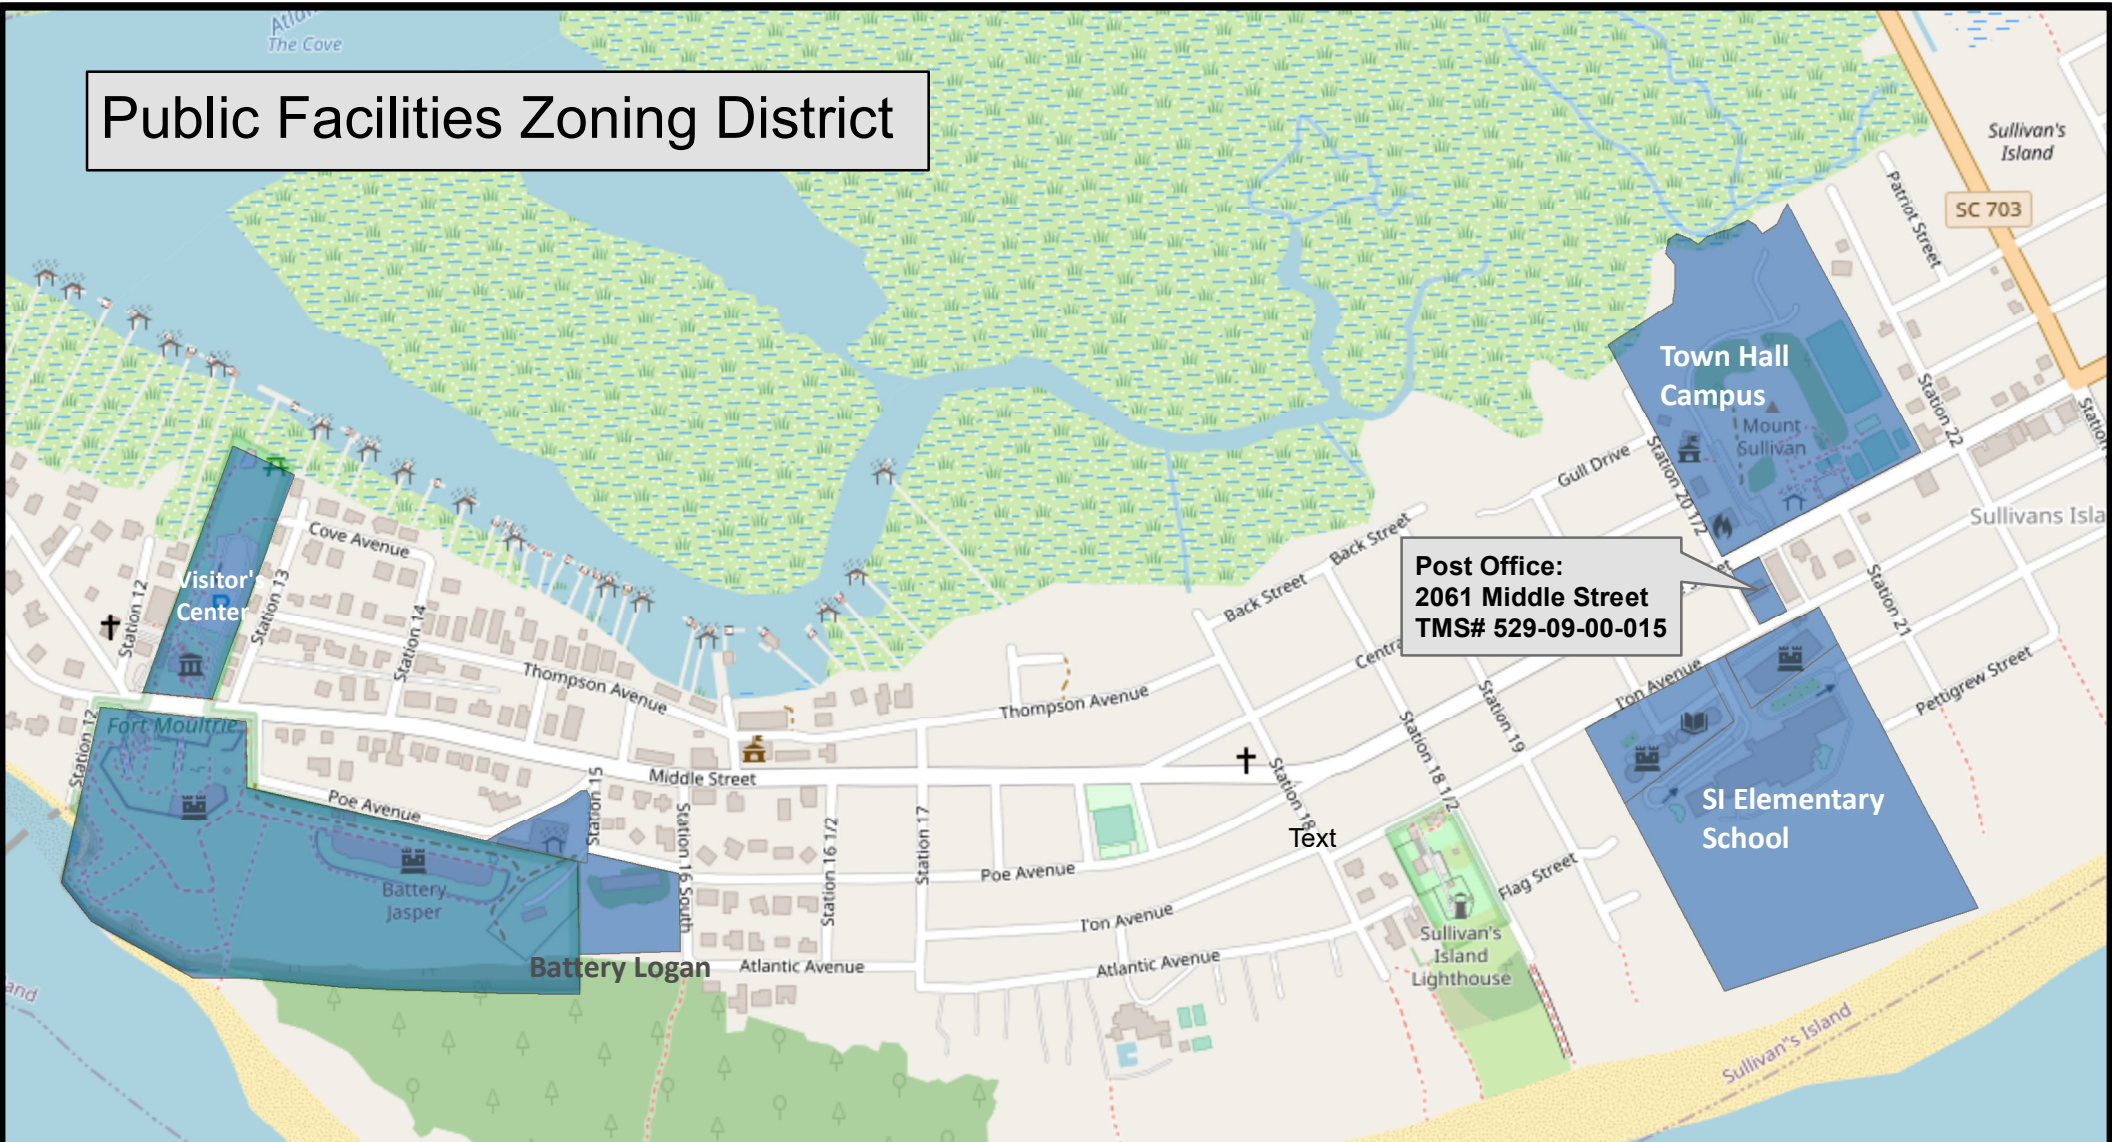 The Cove
Public Facilities Zoning District
Sullivan's
Island
SC 703
Patriot Street
Town Hall
Campus
Mount
Sullivan
Station 22
Station
Gull Drive
Station 20 1/2
Sullivans Isla
Back Street
Back Street
Post Office:
2061 Middle Street
TMS# 529-09-00-015
Station 21
Cove Avenue
Visitor's
Center
P
Station 12
Station 13
Station 14
Thompson Avenue
Thompson Avenue
Centra
I'on Avenue
Pettigrew Street
Station 19
Station 18 1/2
Station 12
Fort Moultrie
Middle Street
Station 15
Station 18
Poe Avenue
SI Elementary
School
Station 16 South
Station 16 1/2
Station 17
Text
Battery
Jasper
Poe Avenue
Flag Street
I'on Avenue
Sullivan's
Island
Lighthouse
Battery Logan
Atlantic Avenue
Atlantic Avenue
and
Sullivan"s Island